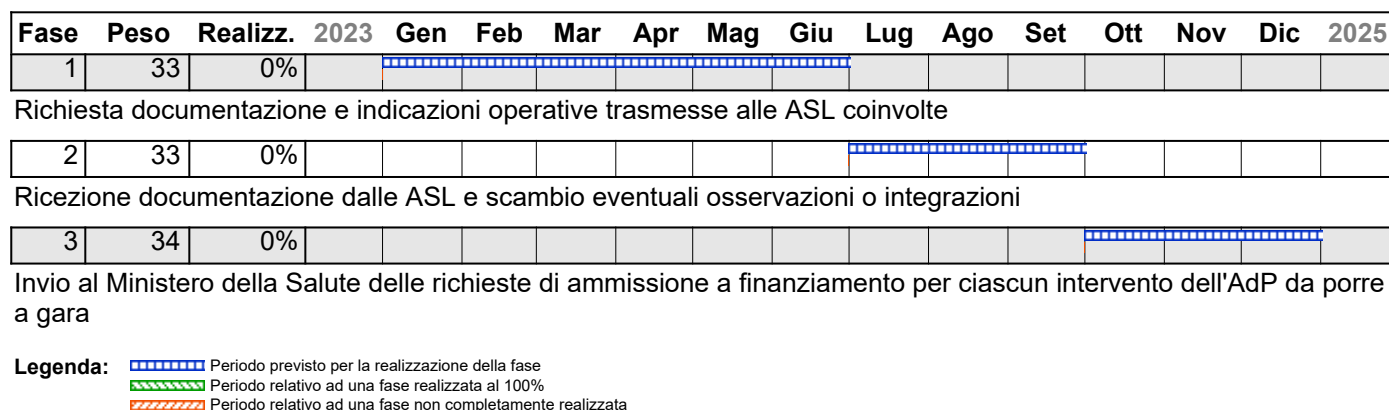 Fase Peso Realizz. 2023 Gen Feb Mar Apr Mag Giu Lug Ago Set Ott Nov Dic 2025
1 33 0%
Richiesta documentazione e indicazioni operative trasmesse alle ASL coinvolte
2 33 0%
Ricezione documentazione dalle ASL e scambio eventuali osservazioni o integrazioni
3 34 0%
Invio al Ministero della Salute delle richieste di ammissione a finanziamento per ciascun intervento dell'AdP da porre
a gara
Legenda: Periodo previsto per la realizzazione della fase
Periodo relativo ad una fase realizzata al 100%
Periodo relativo ad una fase non completamente realizzata